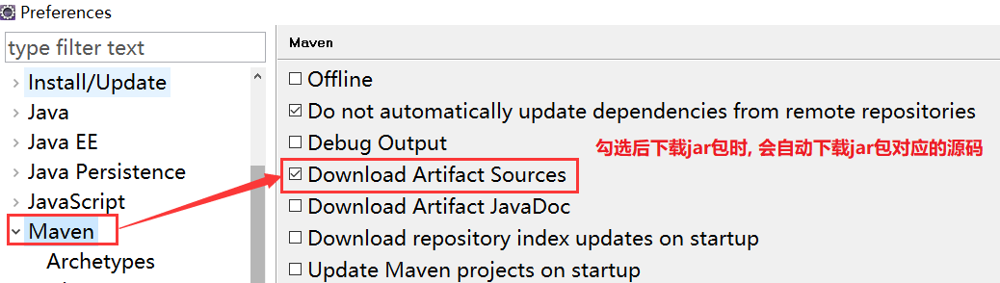 Preferences
type filter text
Install/Update
Java
Java EE
Java Persistence
JavaScript
Maven
Archetypes
Maven
Offline
Do not automatically update dependencies from remote repositories
Debug Output
勾选后下载jar包时, 会自动下载jar包对应的源码
Download Artifact Sources
Download Artifact JavaDoc
Download repository index updates on startup
Update Maven projects on startup